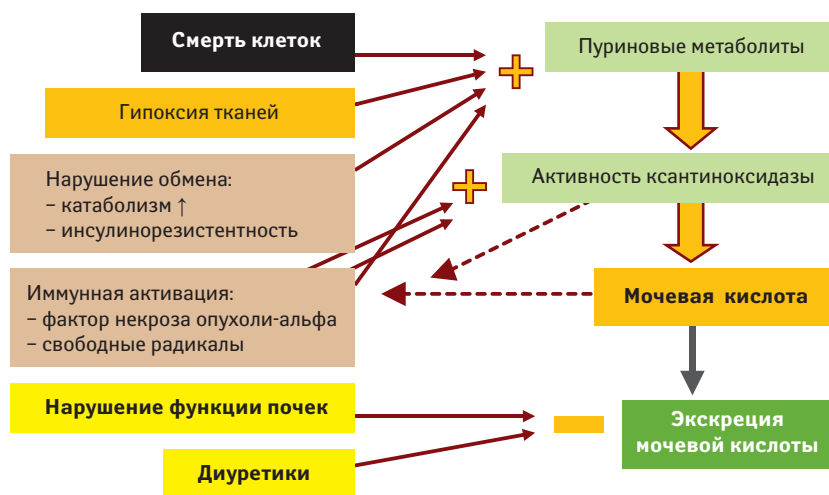 Смерть клеток
Гипоксия тканей
Нарушение обмена:
– катаболизм ↑
– инсулинорезистентность
Иммунная активация:
– фактор некроза опухоли-альфа
– свободные радикалы
Нарушение функции почек
Диуретики
Пуриновые метаболиты
Активность ксантиноксидазы
Мочевая кислота
Экскреция
мочевой кислоты